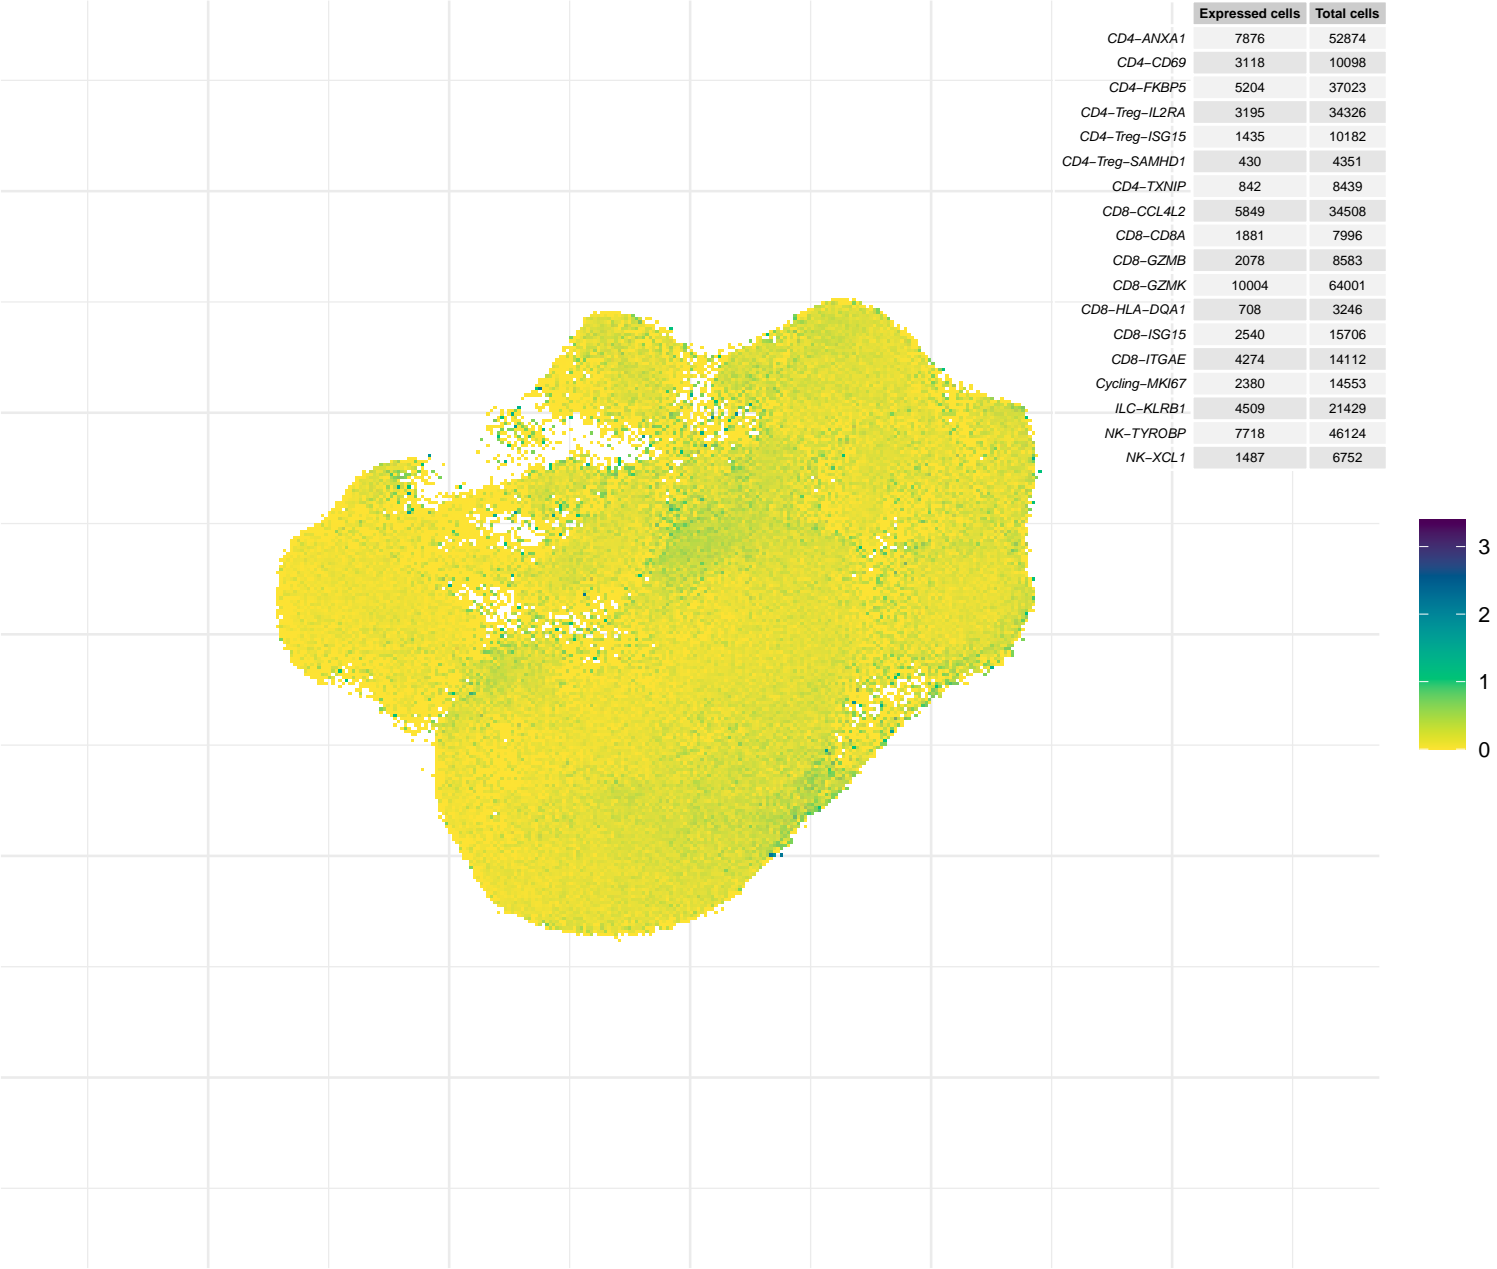 Expressed cells Total cells
CD4−ANXA1 7876 52874
CD4−CD69 3118 10098
CD4−FKBP5 5204 37023
CD4−Treg−IL2RA 3195 34326
CD4−Treg−ISG15 1435 10182
CD4−Treg−SAMHD1 430 4351
CD4−TXNIP 842 8439
CD8−CCL4L2 5849 34508
CD8−CD8A 1881 7996
CD8−GZMB 2078 8583
CD8−GZMK 10004 64001
CD8−HLA−DQA1 708 3246
CD8−ISG15 2540 15706
CD8−ITGAE 4274 14112
Cycling−MKI67 2380 14553
ILC−KLRB1 4509 21429
NK−TYROBP 7718 46124
NK−XCL1 1487 6752
3
2
1
0